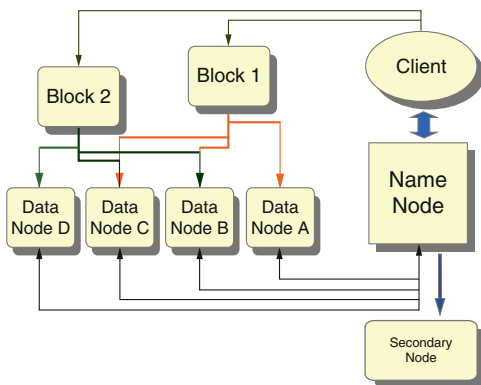 Block 1
Client
Block 2
Name
Node
Data
Node D
Data
Node C
Data
Node B
Data
Node A
Secondary
Node